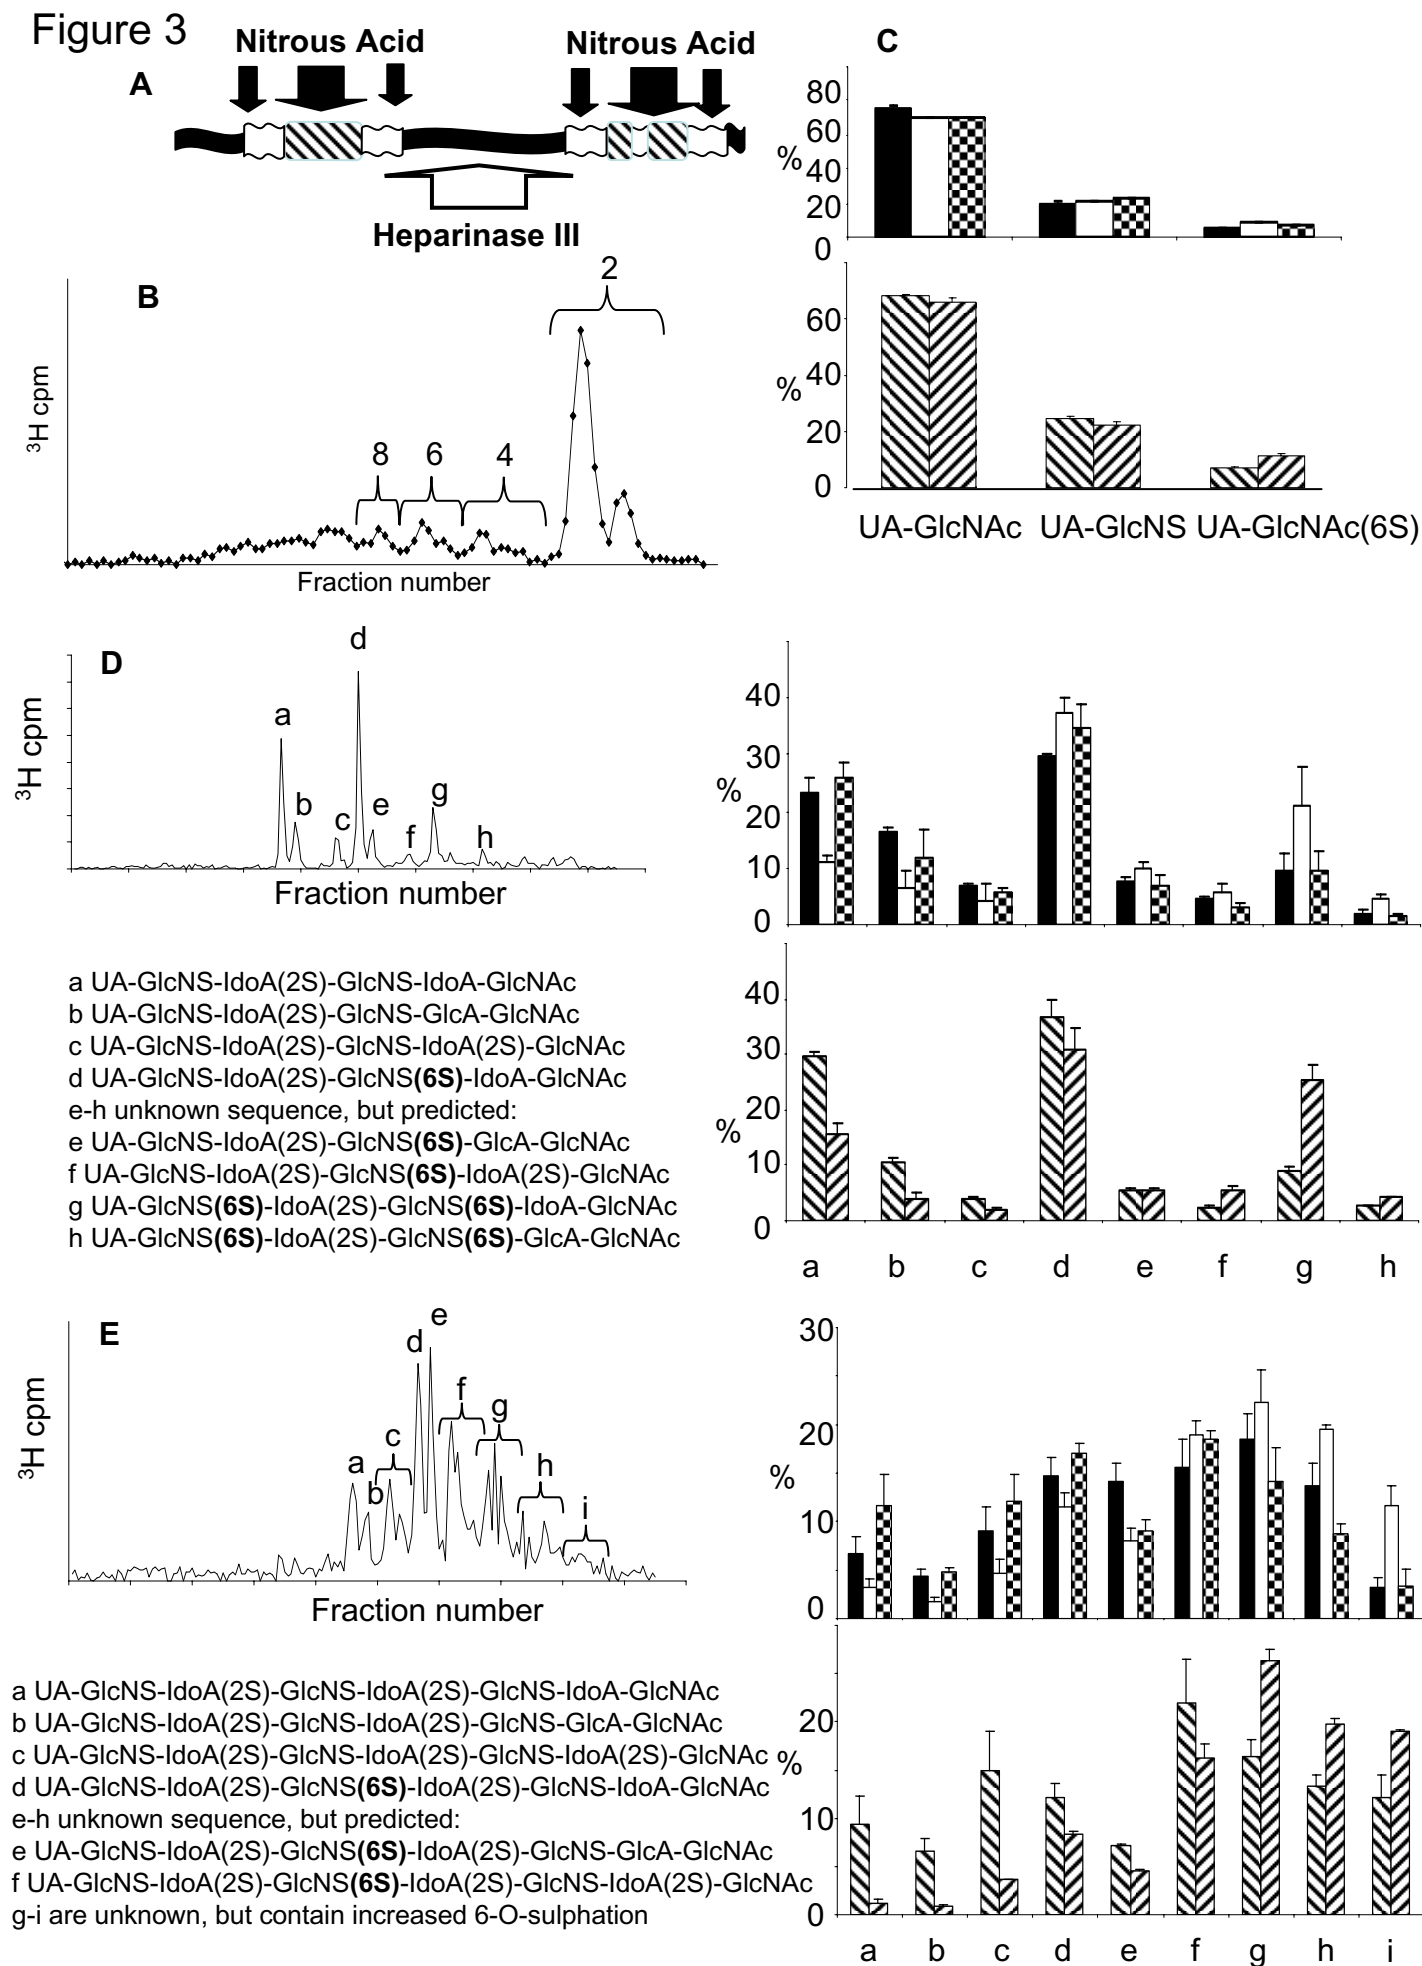 Figure 3
Nitrous Acid
Nitrous Acid
A
Heparinase III
B
2
8
6
4
³H cpm
Fraction number
C
80
60
40
20
0
%
60
40
20
0
%
UA-GlcNAc
UA-GlcNS
UA-GlcNAc(6S)
D
³H cpm
a
b
c
d
e
f
g
h
Fraction number
40
30
20
10
0
%
a UA-GlcNS-IdoA(2S)-GlcNS-IdoA-GlcNAc
b UA-GlcNS-IdoA(2S)-GlcNS-GlcA-GlcNAc
c UA-GlcNS-IdoA(2S)-GlcNS-IdoA(2S)-GlcNAc
d UA-GlcNS-IdoA(2S)-GlcNS(6S)-IdoA-GlcNAc
e-h unknown sequence, but predicted:
e UA-GlcNS-IdoA(2S)-GlcNS(6S)-GlcA-GlcNAc
f UA-GlcNS-IdoA(2S)-GlcNS(6S)-IdoA(2S)-GlcNAc
g UA-GlcNS(6S)-IdoA(2S)-GlcNS(6S)-IdoA-GlcNAc
h UA-GlcNS(6S)-IdoA(2S)-GlcNS(6S)-GlcA-GlcNAc
40
30
20
10
0
%
a
b
c
d
e
f
g
h
E
³H cpm
a
b
c
d
e
f
g
h
i
Fraction number
30
20
10
0
%
a UA-GlcNS-IdoA(2S)-GlcNS-IdoA(2S)-GlcNS-IdoA-GlcNAc
b UA-GlcNS-IdoA(2S)-GlcNS-IdoA(2S)-GlcNS-GlcA-GlcNAc
c UA-GlcNS-IdoA(2S)-GlcNS-IdoA(2S)-GlcNS-IdoA(2S)-GlcNAc
d UA-GlcNS-IdoA(2S)-GlcNS(6S)-IdoA(2S)-GlcNS-IdoA-GlcNAc
e-h unknown sequence, but predicted:
e UA-GlcNS-IdoA(2S)-GlcNS(6S)-IdoA(2S)-GlcNS-GlcA-GlcNAc
f UA-GlcNS-IdoA(2S)-GlcNS(6S)-IdoA(2S)-GlcNS-IdoA(2S)-GlcNAc
g-i are unknown, but contain increased 6-O-sulphation
20
10
0
%
a
b
c
d
e
f
g
h
i